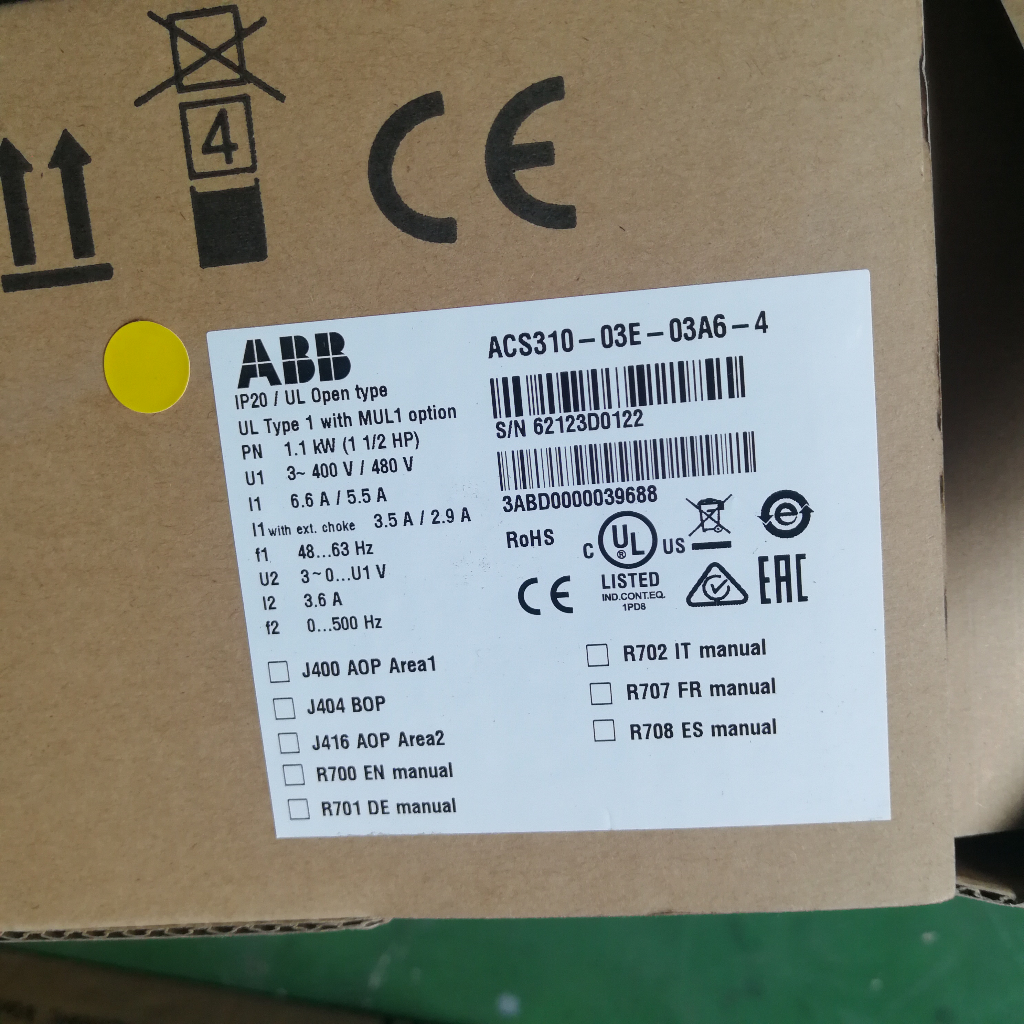 4
CE
ABB
IP20 / UL Open type
UL Type 1 with MUL1 option
PN 1.1 kW (1 1/2 HP)
U1 3~ 400 V / 480 V
I1 6.6 A / 5.5 A
I1 with ext. choke 3.5 A / 2.9 A
f1 48...63 Hz
U2 3~0...U1 V
I2 3.6 A
f2 0...500 Hz
ACS310-03E-03A6-4
S/N 62123D0122
3ABD0000039688
RoHS
C UL ® US
LISTED
IND.CONT.EQ.
1PD8
e
CE
EAC
J400 AOP Area1
J404 BOP
J416 AOP Area2
R700 EN manual
R701 DE manual
R702 IT manual
R707 FR manual
R708 ES manual